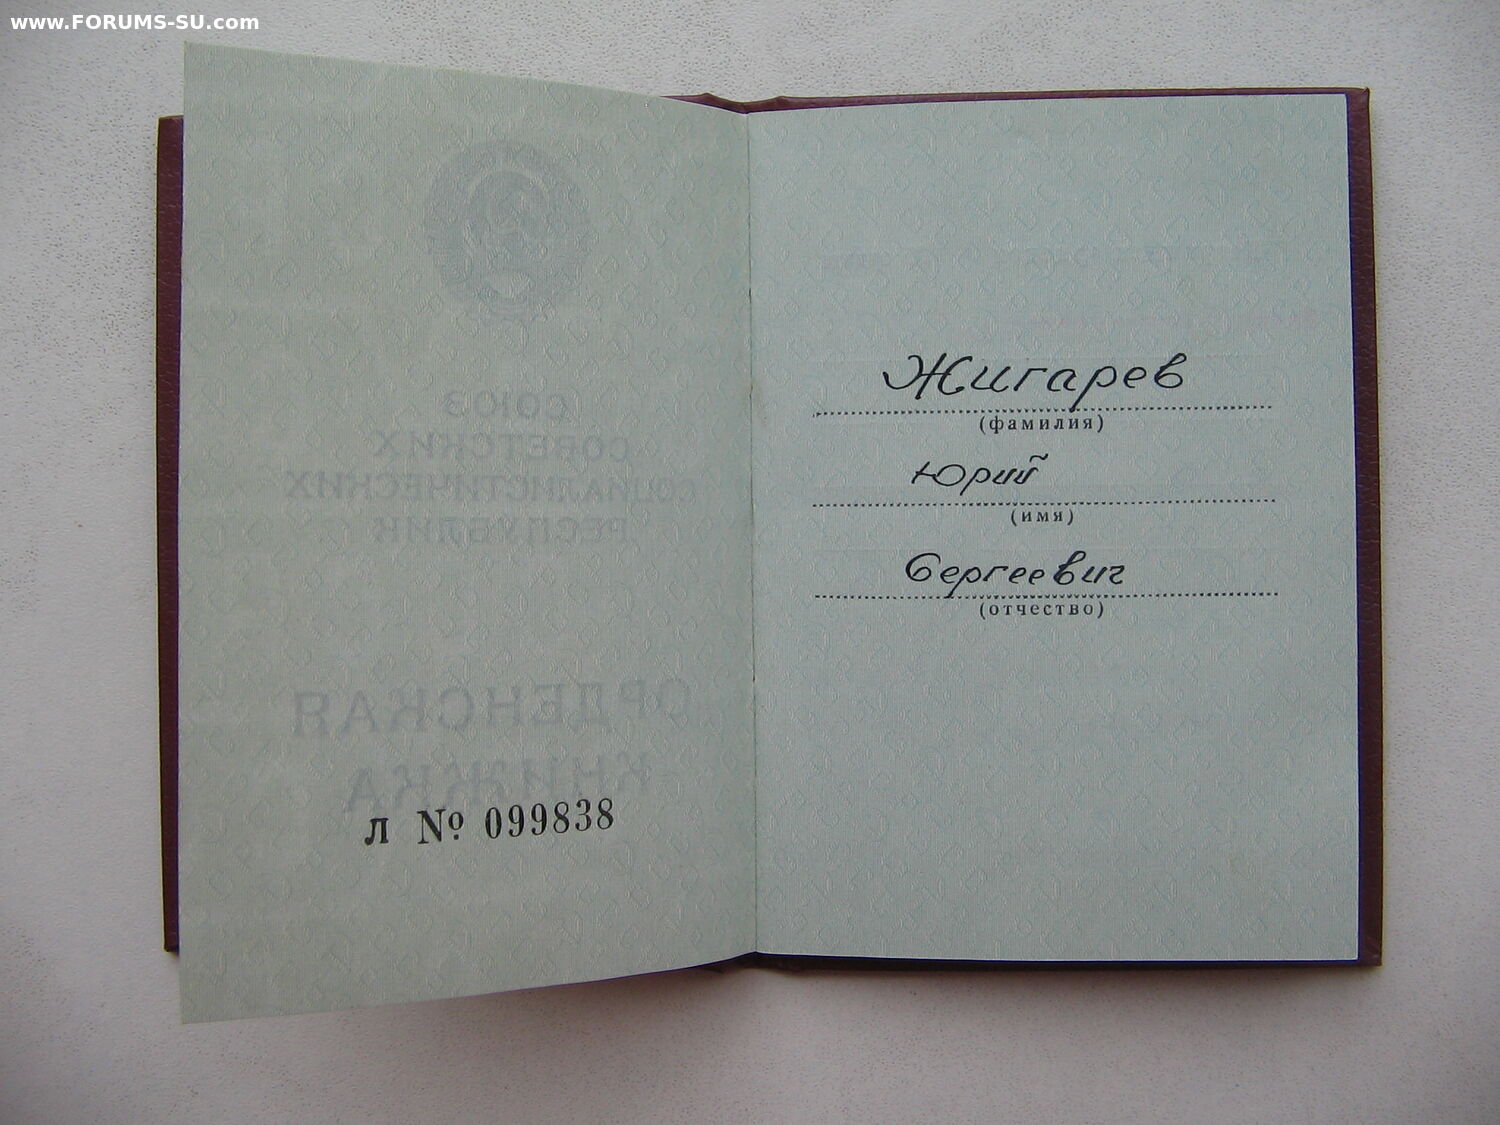 www.FORUMS-SU.com
СОЮЗ
СОВЕТСКИХ
СОЦИАЛИСТИЧЕСКИХ
РЕСПУБЛИК
ОРДЕНСКАЯ
КНИЖКА
Л № 099838
Жигарев
(фамилия)
Юрий
(имя)
Сергеевич
(отчество)